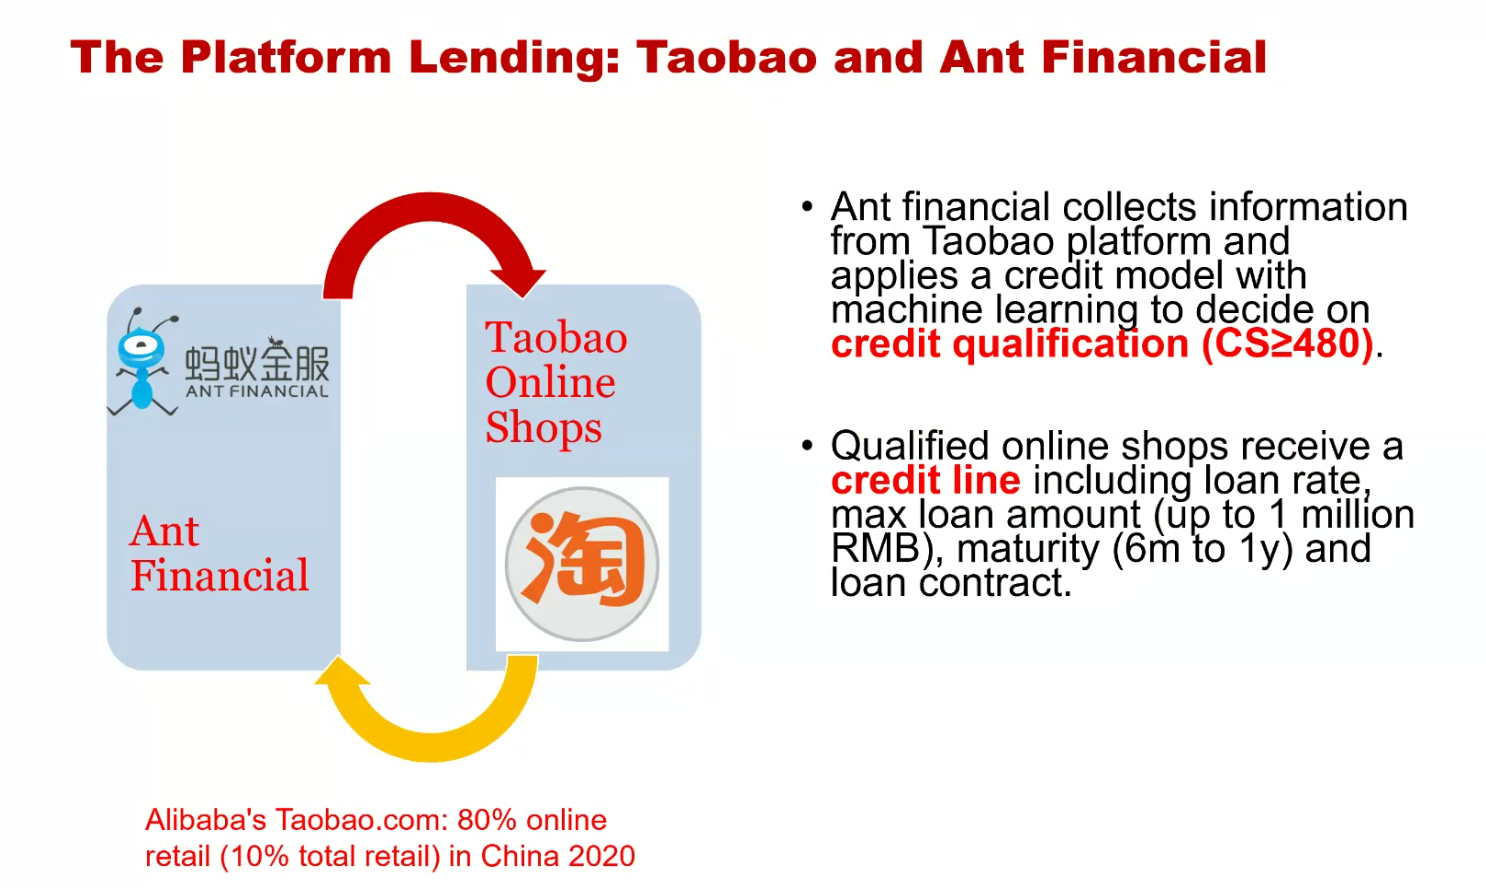 The Platform Lending: Taobao and Ant Financial
蚂蚁金服
ANT FINANCIAL
Ant
Financial
Taobao
Online
Shops
淘
Alibaba's Taobao.com: 80% online
retail (10% total retail) in China 2020
• Ant financial collects information
from Taobao platform and
applies a credit model with
machine learning to decide on
credit qualification (CS≥480).
• Qualified online shops receive a
credit line including loan rate,
max loan amount (up to 1 million
RMB), maturity (6m to 1y) and
loan contract.